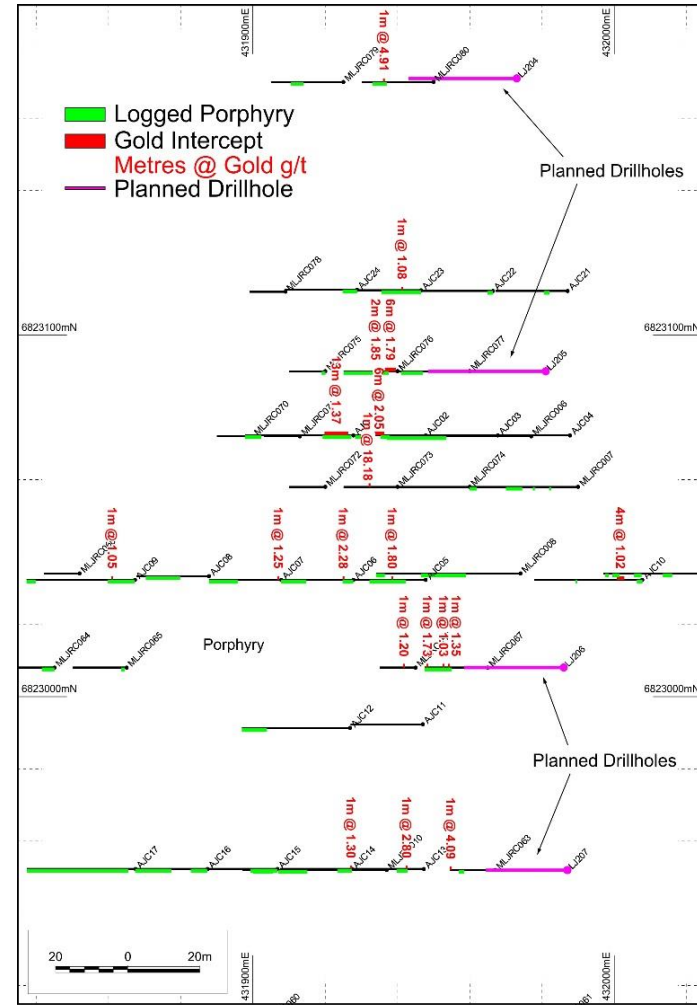 431900mE
432000mE
MLJRC079
1m @ 4.91
MLJRC080
LJ204
Logged Porphyry
Gold Intercept
Metres @ Gold g/t
Planned Drillhole
Planned Drillholes
MLJRC078
AJC24
1m @ 1.08
AJC23
AJC22
AJC21
6823100mN
MLJRC075
2m @ 1.85
6m @ 1.79
MLJRC076
MLJRC077
LJ205
MLJRC070
13m @ 1.37
6m @ 2.05
AJC02
AJC03
MLJRC006
AJC04
MLJRC072
1m @ 18.18
MLJRC073
MLJRC074
MLJRC007
1m @ 1.05
AJC09
AJC08
1m @ 1.25
AJC07
1m @ 2.28
AJC06
1m @ 1.80
AJC05
MLJRC008
4m @ 1.02
AJC10
MLJRC064
MLJRC065
Porphyry
1m @ 1.20
1m @ 1.73
1m @ 1.03
1m @ 1.35
MLJRC067
LJ206
6823000mN
AJC12
AJC11
Planned Drillholes
AJC17
AJC16
AJC15
1m @ 1.30
AJC14
1m @ 2.80
AJC13
1m @ 4.09
MLJRC063
LJ207
20 0 20m
431900mE
432000mE